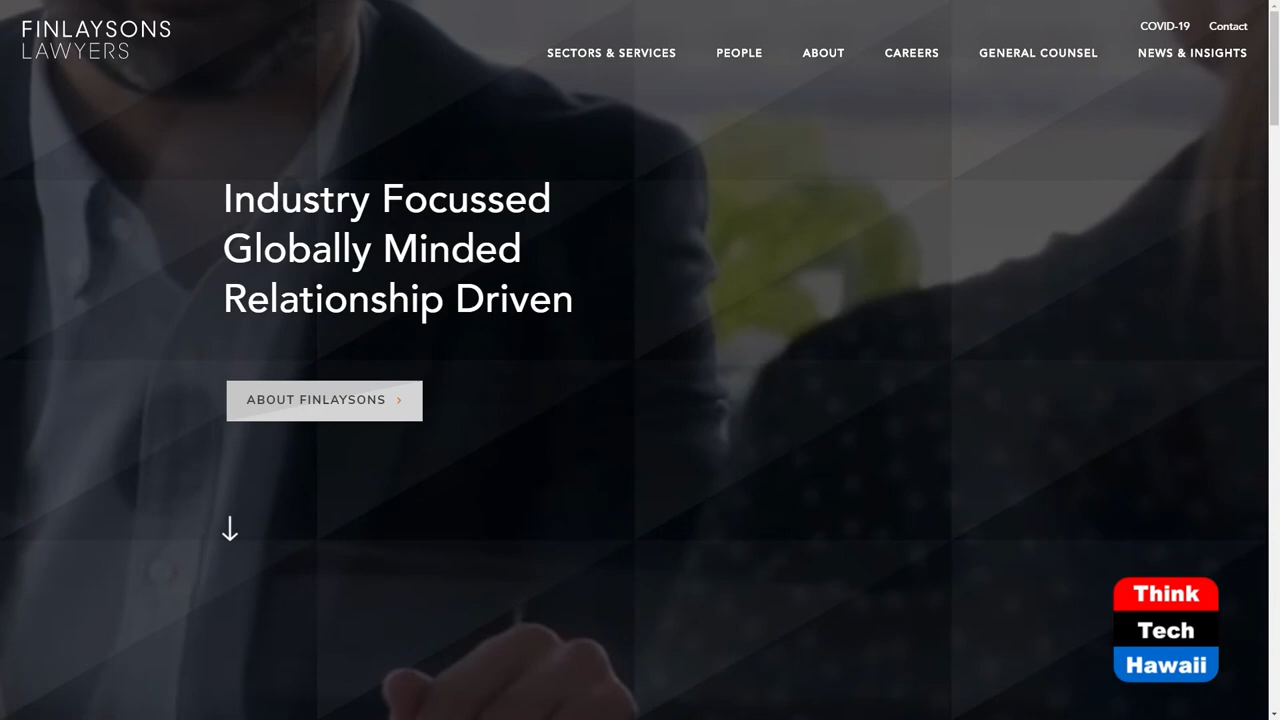 FINLAYSONS
LAWYERS
COVID-19 Contact
SECTORS & SERVICES PEOPLE ABOUT CAREERS GENERAL COUNSEL NEWS & INSIGHTS
Industry Focussed
Globally Minded
Relationship Driven
ABOUT FINLAYSONS
Think
Tech
Hawaii